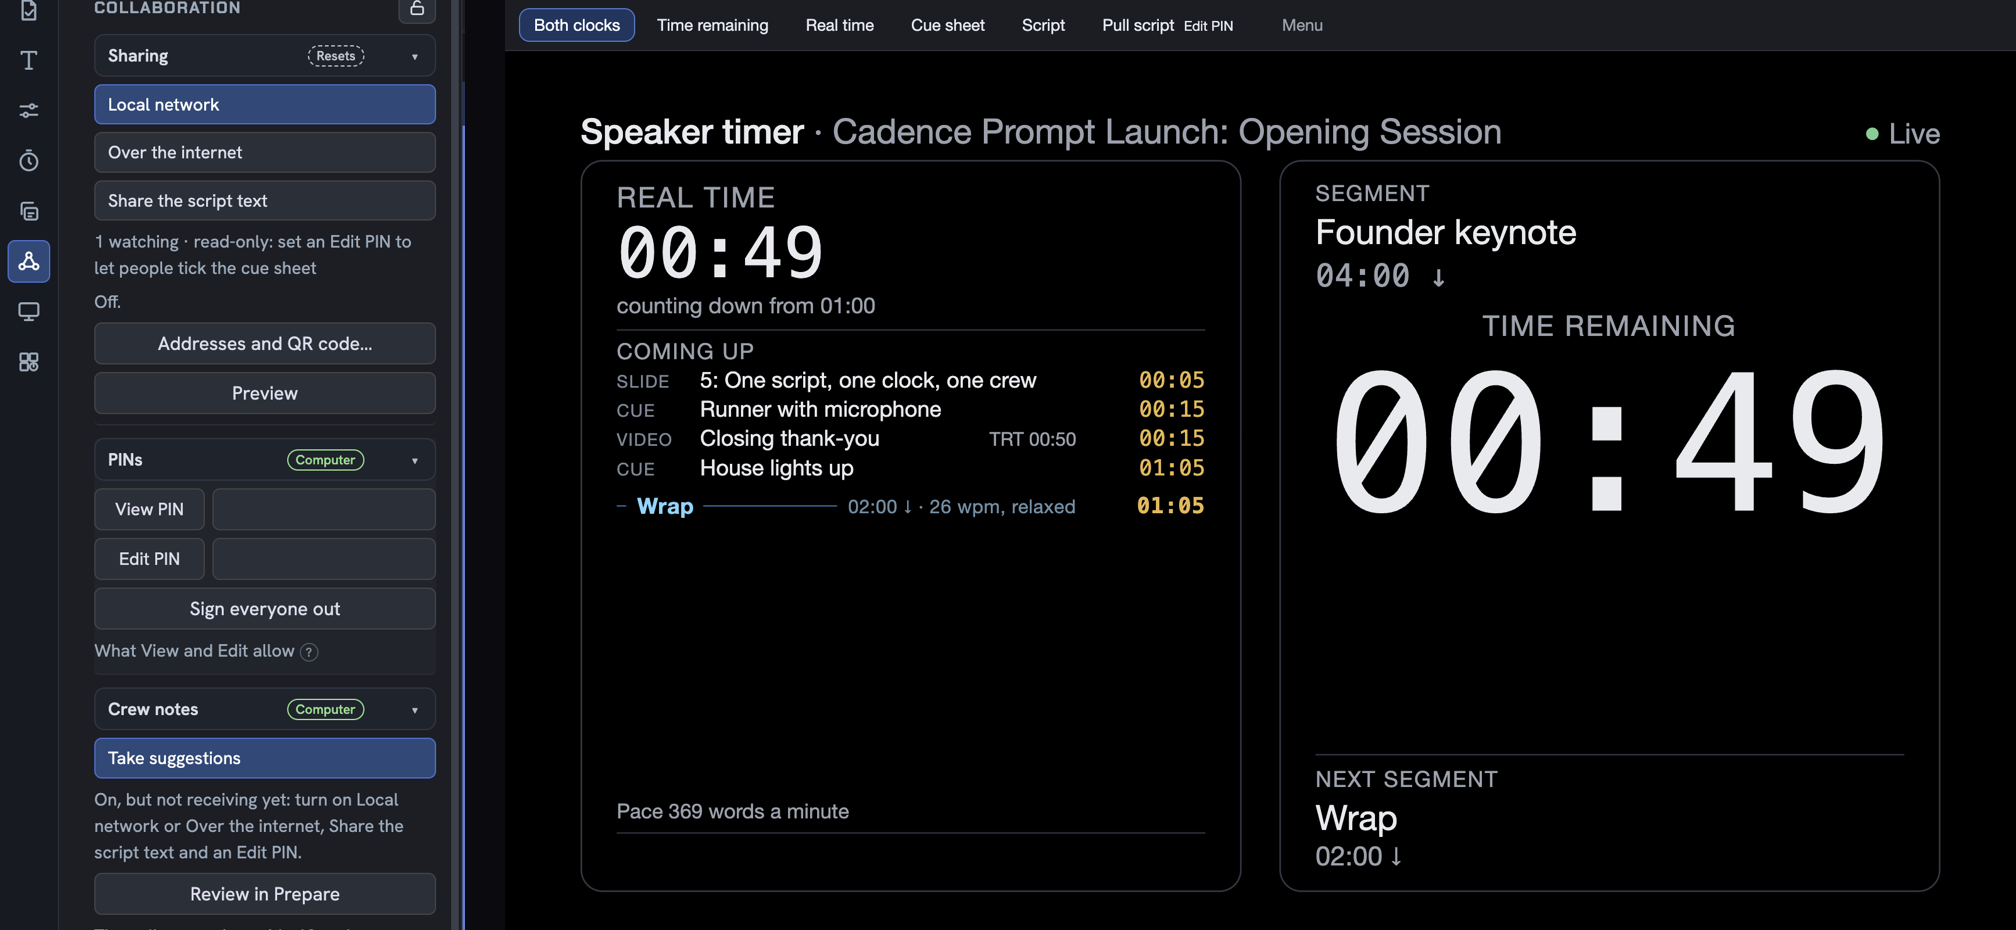 COLLABORATION
Sharing
Resets
Local network
Over the internet
Share the script text
1 watching · read-only: set an Edit PIN to
let people tick the cue sheet
Off.
Addresses and QR code...
Preview
PINs
Computer
View PIN
Edit PIN
Sign everyone out
What View and Edit allow ?
Crew notes
Computer
Take suggestions
On, but not receiving yet: turn on Local
network or Over the internet, Share the
script text and an Edit PIN.
Review in Prepare
Both clocks
Time remaining
Real time
Cue sheet
Script
Pull script Edit PIN
Menu
Speaker timer · Cadence Prompt Launch: Opening Session
Live
REAL TIME
00:49
counting down from 01:00
COMING UP
SLIDE 5: One script, one clock, one crew 00:05
CUE Runner with microphone 00:15
VIDEO Closing thank-you TRT 00:50 00:15
CUE House lights up 01:05
Wrap 02:00 ↓ · 26 wpm, relaxed 01:05
Pace 369 words a minute
SEGMENT
Founder keynote
04:00 ↓
TIME REMAINING
00:49
NEXT SEGMENT
Wrap
02:00 ↓